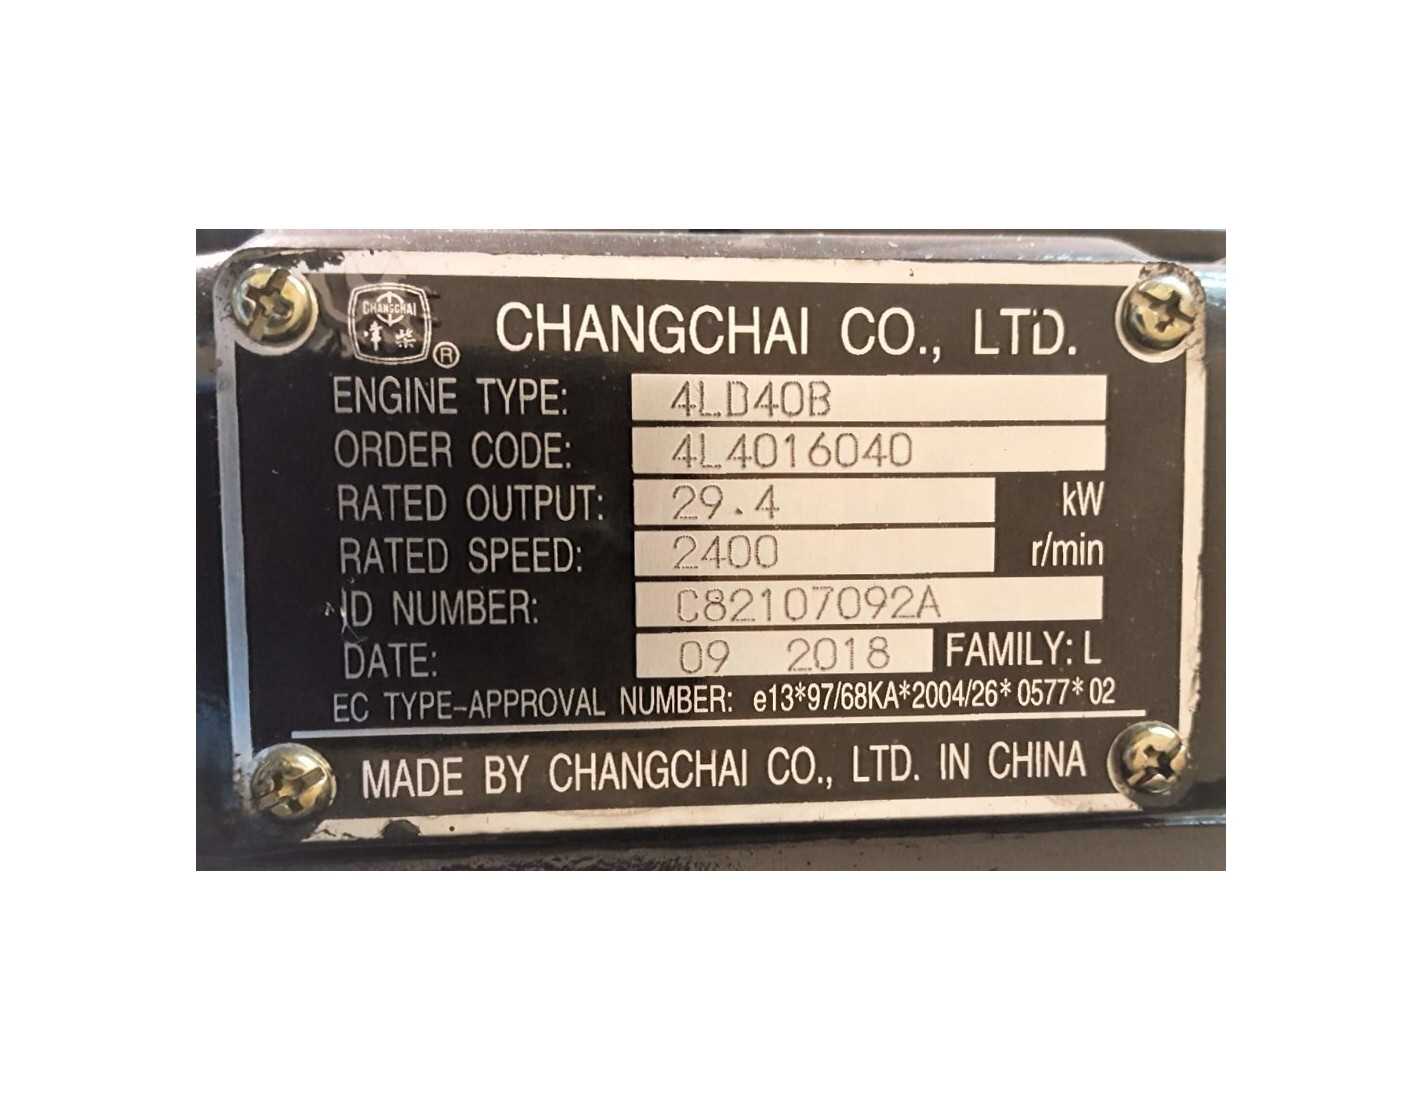 CHANGCHAI
常柴
®
CHANGCHAI CO., LTD.
ENGINE TYPE: 4LD40B
ORDER CODE: 4L4016040
RATED OUTPUT: 29.4 kW
RATED SPEED: 2400 r/min
ID NUMBER: C82107092A
DATE: 09 2018 FAMILY: L
EC TYPE-APPROVAL NUMBER: e13*97/68KA*2004/26*0577*02
MADE BY CHANGCHAI CO., LTD. IN CHINA